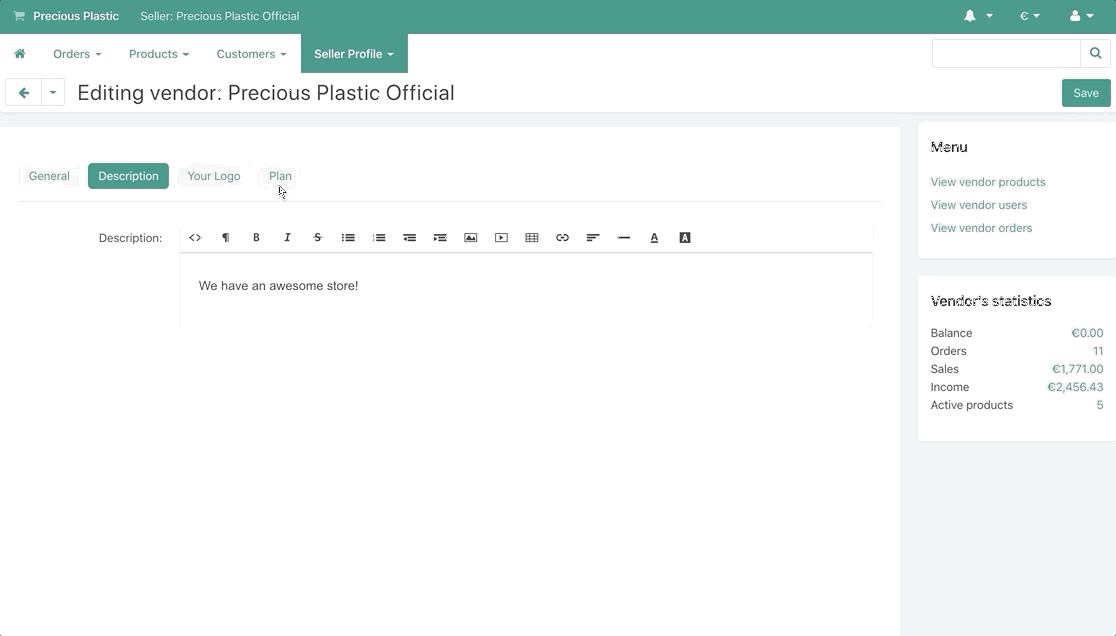 Precious Plastic Seller: Precious Plastic Official €
Orders Products Customers Seller Profile
Editing vendor: Precious Plastic Official Save
General Description Your Logo Plan
Description:
B I S A A
We have an awesome store!
Menu
View vendor products
View vendor users
View vendor orders
Vendor's statistics
Balance €0.00
Orders 11
Sales €1,771.00
Income €2,456.43
Active products 5